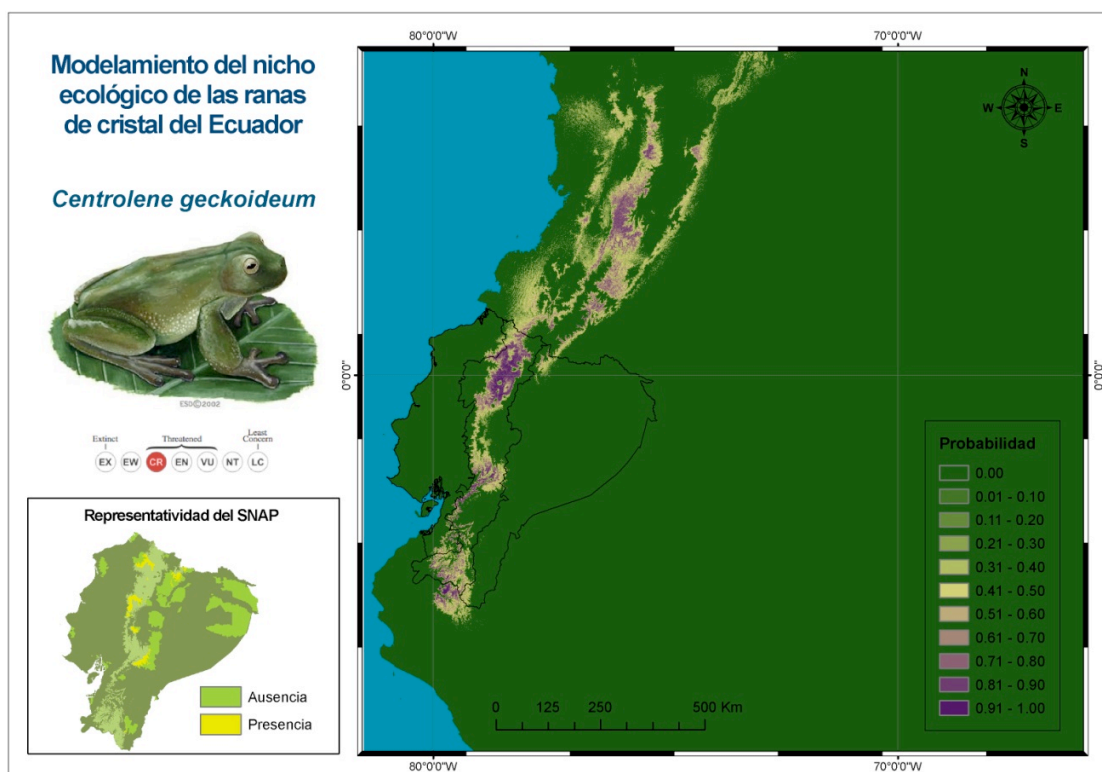 Modelamiento del nicho
ecológico de las ranas
de cristal del Ecuador
Centrolene geckoideum
ESD©2002
Extinct
Threatened
Least
Concern
EX EW CR EN VU NT LC
Representatividad del SNAP
Ausencia
Presencia
80°0'0"W
70°0'0"W
N
W E
S
0°0'0"
0°0'0"
Probabilidad
0.00
0.01 - 0.10
0.11 - 0.20
0.21 - 0.30
0.31 - 0.40
0.41 - 0.50
0.51 - 0.60
0.61 - 0.70
0.71 - 0.80
0.81 - 0.90
0.91 - 1.00
0 125 250 500 Km
80°0'0"W
70°0'0"W